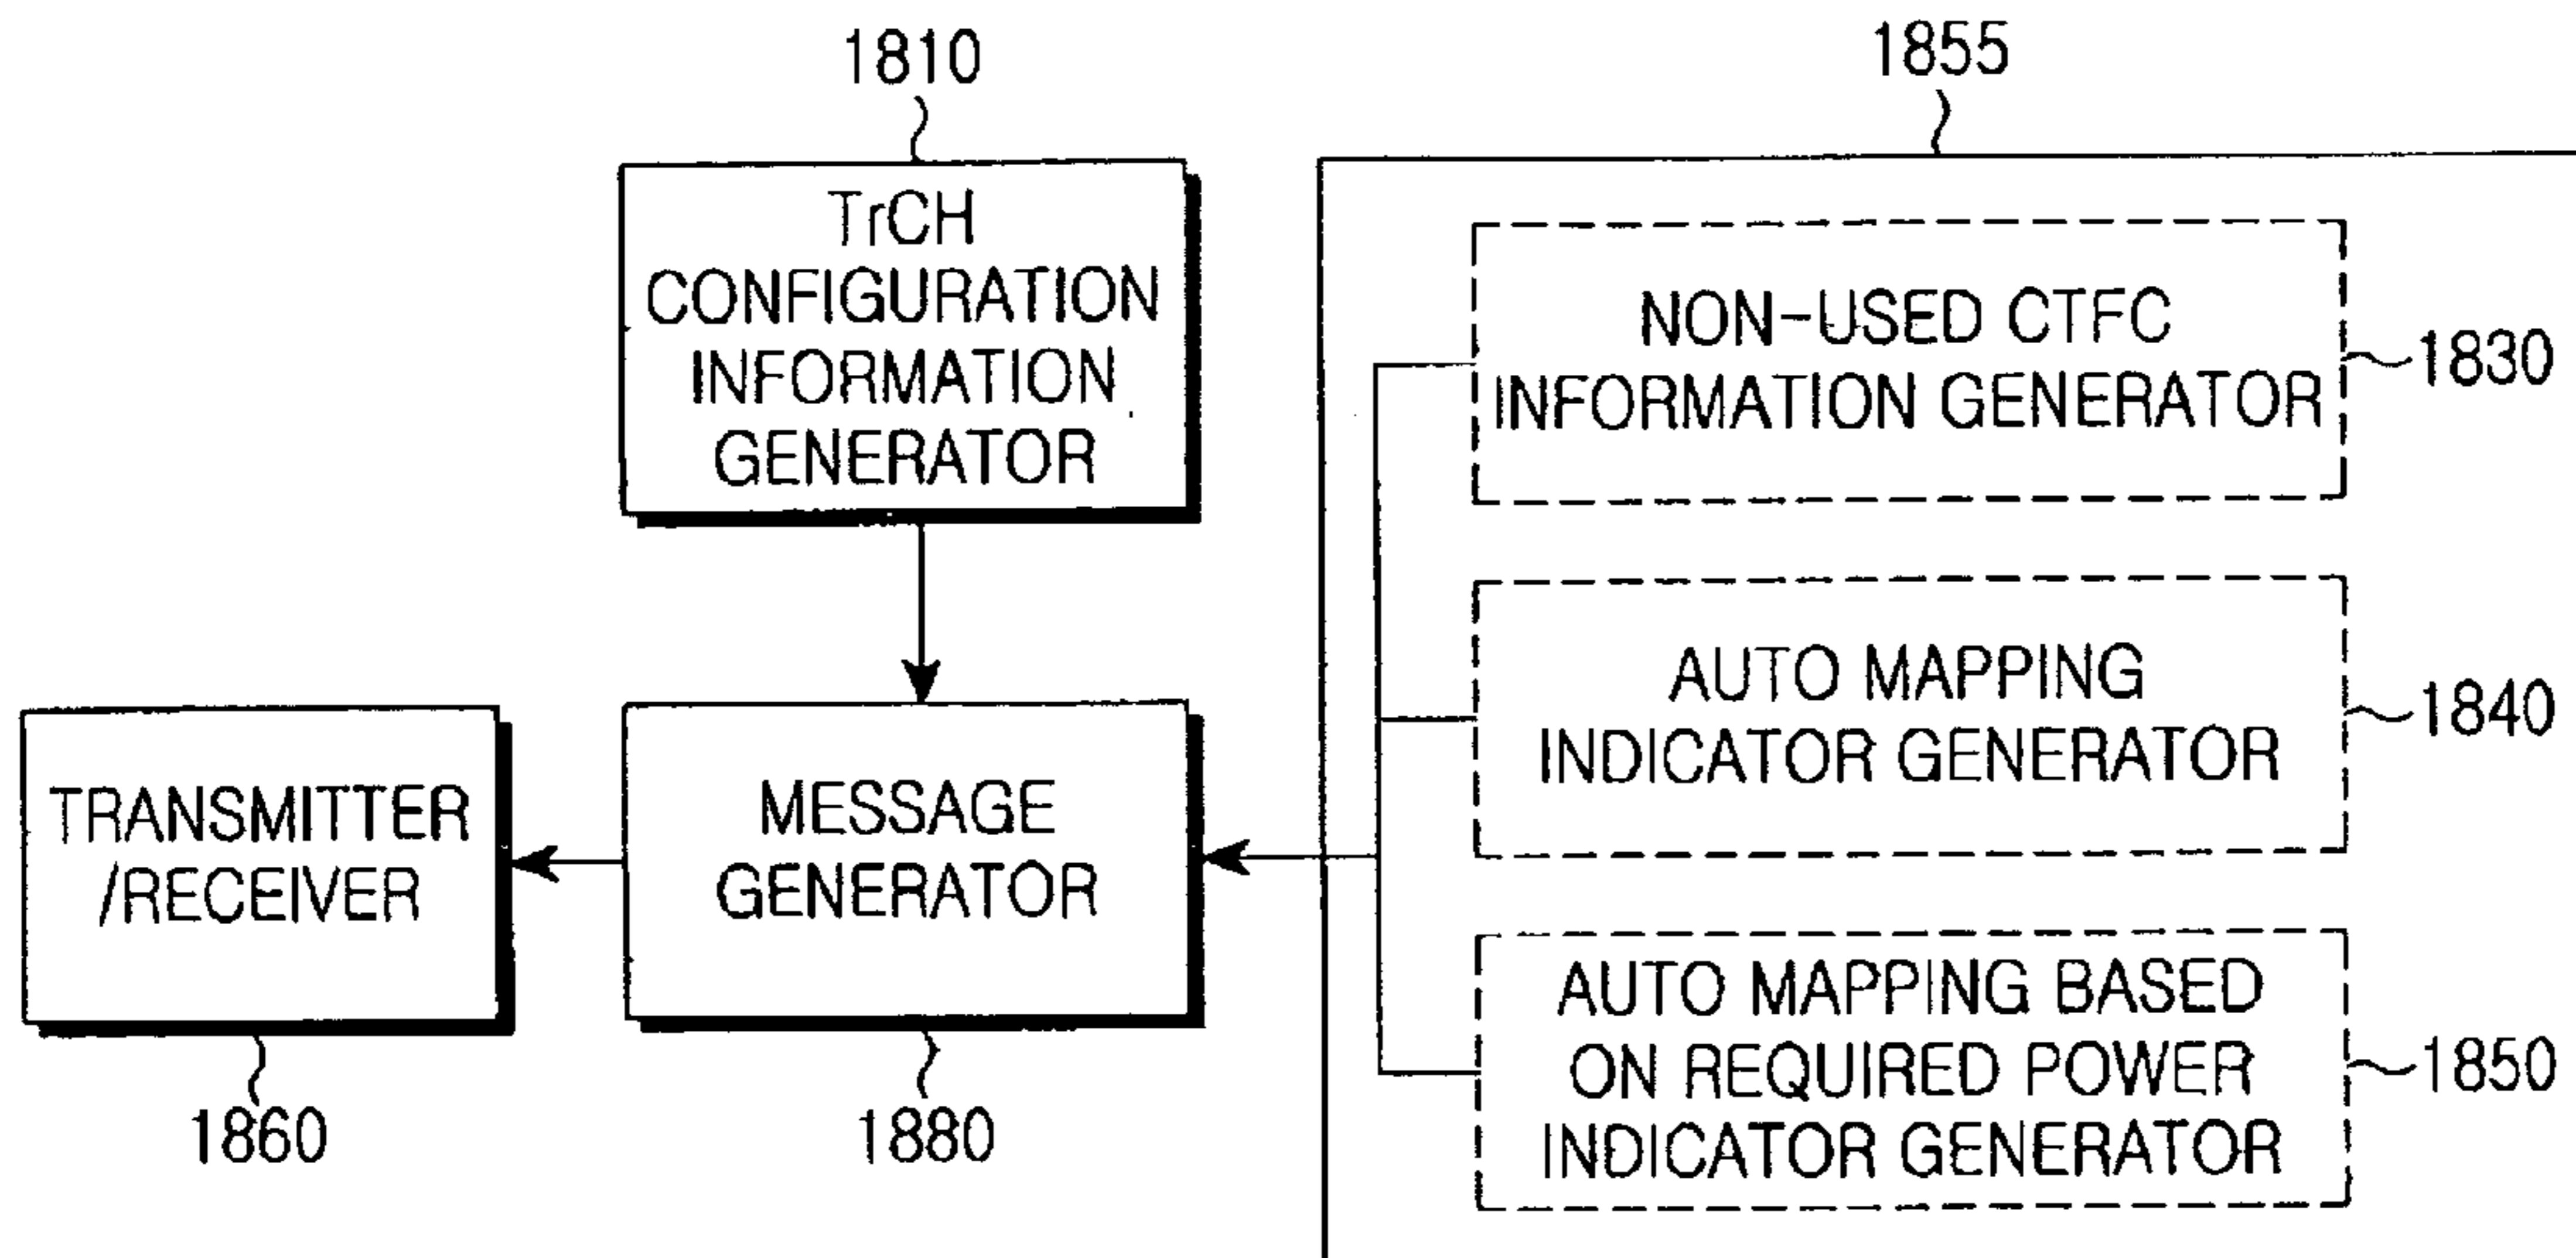 1810
1855
TrCH
CONFIGURATION
INFORMATION
GENERATOR
NON-USED CTFC
INFORMATION GENERATOR
1830
AUTO MAPPING
INDICATOR GENERATOR
1840
TRANSMITTER
/RECEIVER
MESSAGE
GENERATOR
AUTO MAPPING BASED
ON REQUIRED POWER
INDICATOR GENERATOR
1850
1860
1880